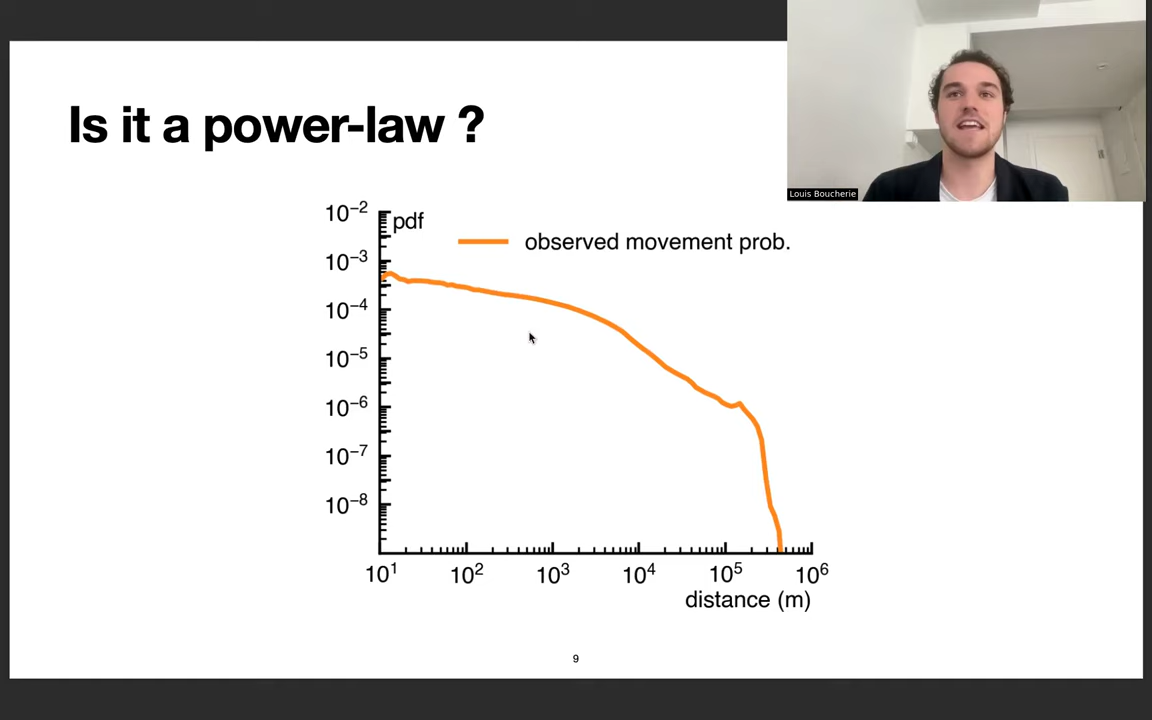 Louis Boucherie
Is it a power-law ?
pdf
observed movement prob.
10⁻²
10⁻³
10⁻⁴
10⁻⁵
10⁻⁶
10⁻⁷
10⁻⁸
10¹ 10² 10³ 10⁴ 10⁵ 10⁶
distance (m)
9